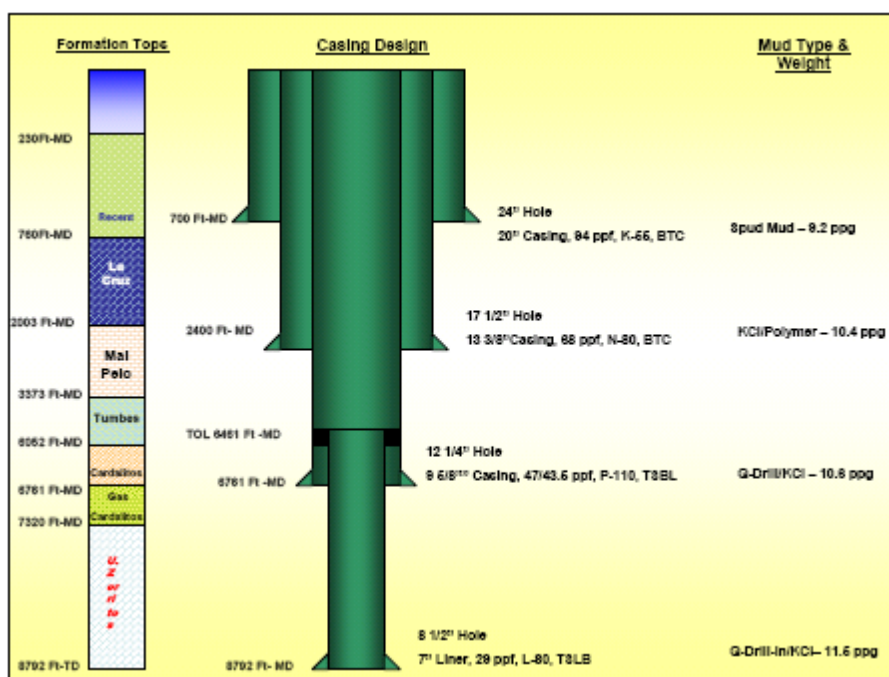 Formation Tops
Casing Design
Mud Type &
Weight
230Ft-MD
Recent
700 Ft-MD
24" Hole
20" Casing, 94 ppf, K-55, BTC
Spud Mud – 9.2 ppg
760Ft-MD
La
Cruz
2003 Ft-MD
2400 Ft- MD
17 1/2" Hole
13 3/8"Casing, 68 ppf, N-80, BTC
KCl/Polymer – 10.4 ppg
Mal
Pelo
3373 Ft-MD
Tumbes
TOL 6461 Ft -MD
6052 Ft-MD
Cardalitos
12 1/4" Hole
9 5/8" Casing, 47/43.5 ppf, P-110, TSBL
Q-Drill/KCl – 10.6 ppg
6761 Ft-MD
6761 Ft -MD
Gas
Cardalitos
7320 Ft-MD
U.
Z
or
ri
to
s
8 1/2" Hole
7" Liner, 29 ppf, L-80, TSLB
Q-Drill-In/KCl– 11.5 ppg
8792 Ft-TD
8792 Ft- MD